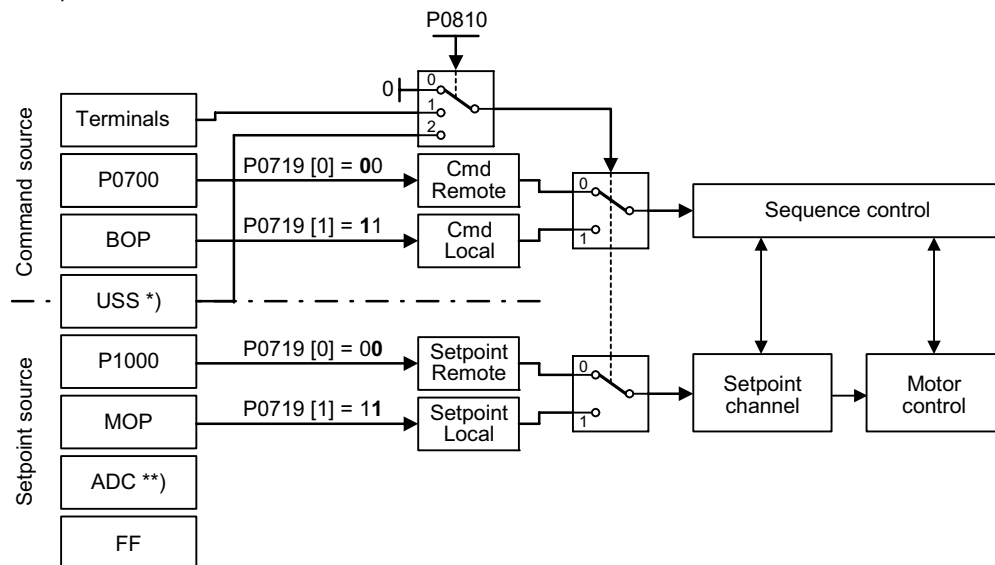 P0810
0
0
1
2
Command source
Terminals
P0700
P0719 [0] = 00
Cmd
Remote
0
1
Sequence control
BOP
P0719 [1] = 11
Cmd
Local
USS *)
Setpoint source
P1000
P0719 [0] = 00
Setpoint
Remote
0
1
Setpoint
channel
Motor
control
MOP
P0719 [1] = 11
Setpoint
Local
ADC **)
FF